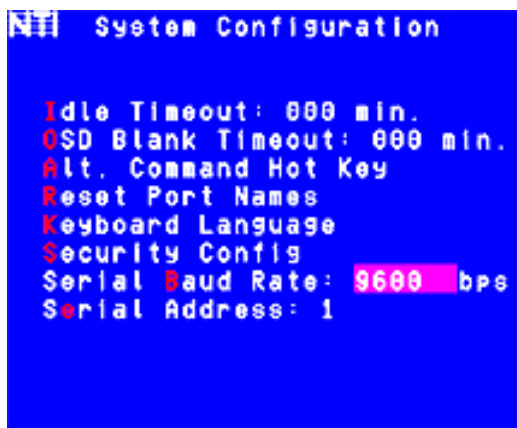 NTI System Configuration
Idle Timeout: 000 min.
OSD Blank Timeout: 000 min.
Alt. Command Hot Key
Reset Port Names
Keyboard Language
Security Config
Serial Baud Rate: 9600 bps
Serial Address: 1